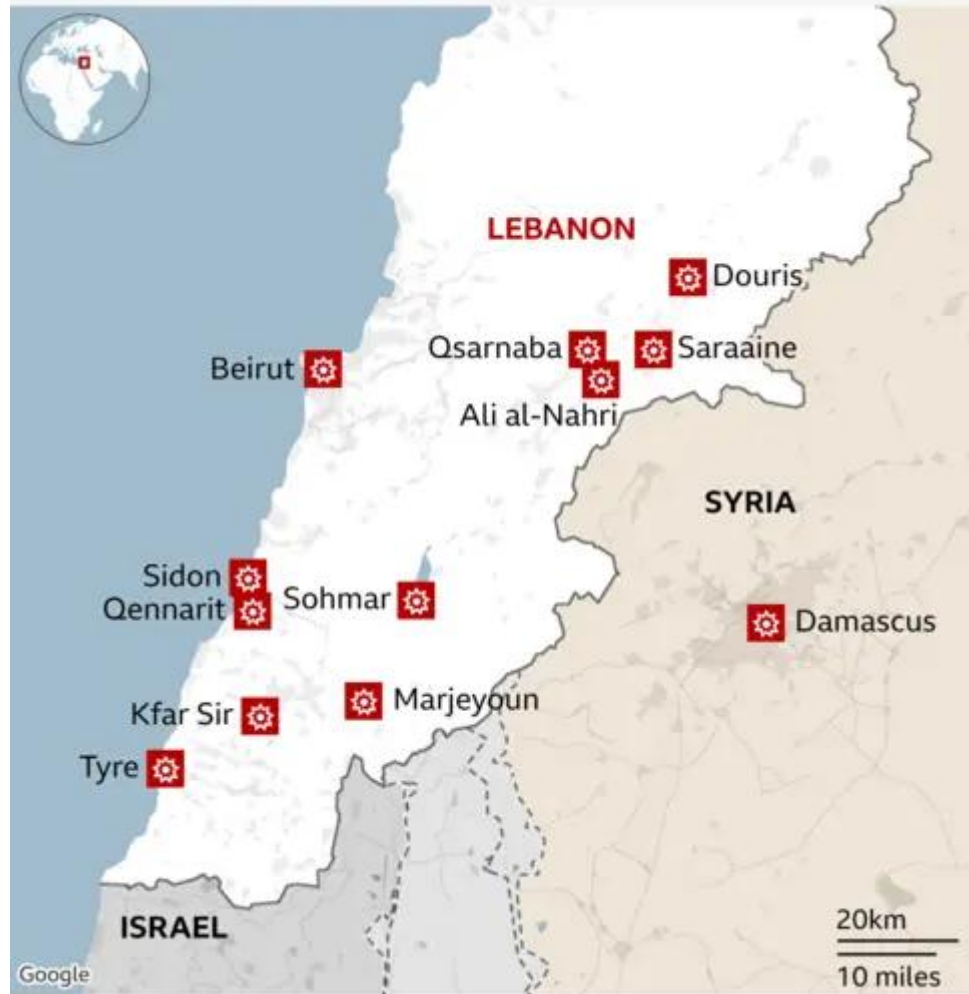 LEBANON
Douris
Qsarnaba
Saraaine
Beirut
Ali al-Nahri
SYRIA
Sidon
Qennarit
Sohmar
Damascus
Kfar Sir
Marjeyoun
Tyre
ISRAEL
20km
10 miles
Google